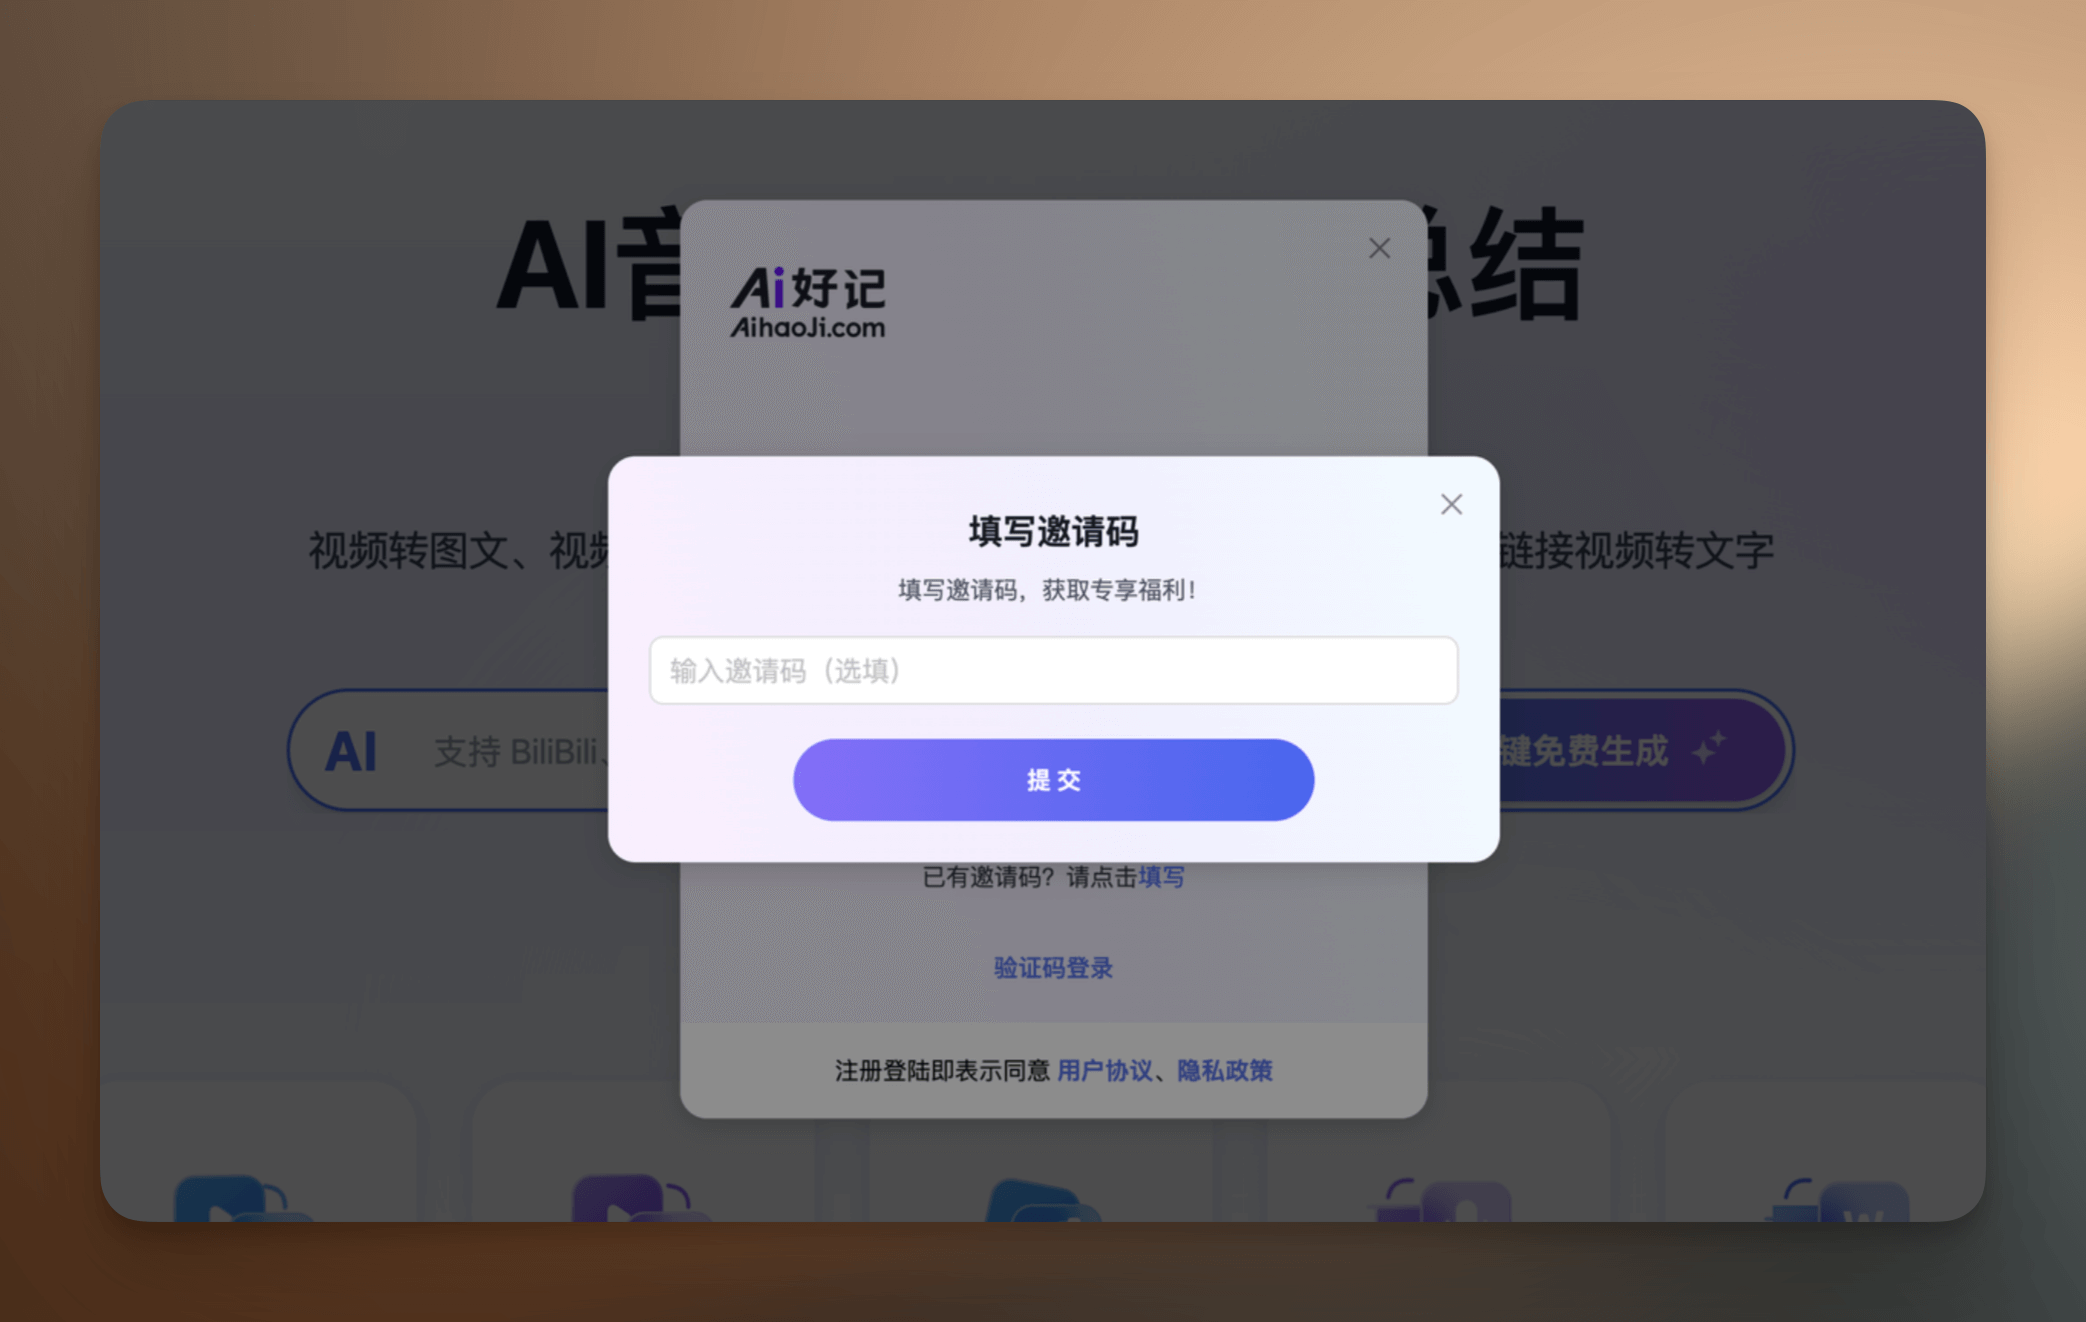 AI音
总结
Ai好记
AihaoJi.com
填写邀请码
视频转图文、视频
链接视频转文字
填写邀请码，获取专享福利！
输入邀请码（选填）
AI
支持 BiliBili、
键免费生成
提交
已有邀请码？请点击填写
验证码登录
注册登陆即表示同意 用户协议、隐私政策
W